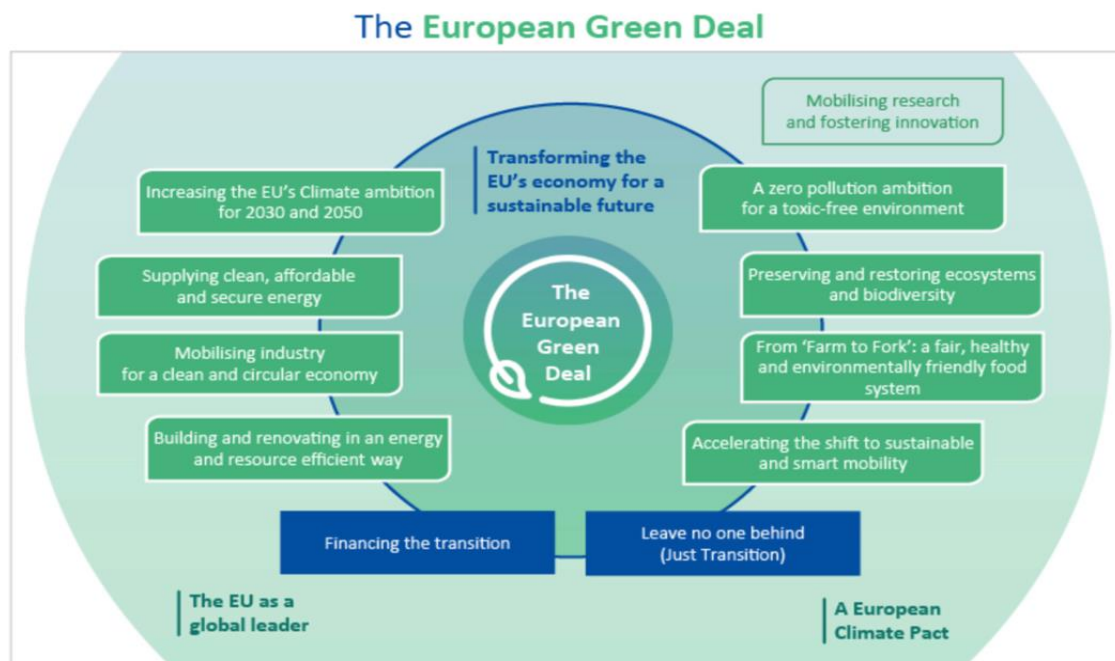 The European Green Deal
Mobilising research
and fostering innovation
Transforming the
EU's economy for a
sustainable future
Increasing the EU's Climate ambition
for 2030 and 2050
A zero pollution ambition
for a toxic-free environment
Supplying clean, affordable
and secure energy
Preserving and restoring ecosystems
and biodiversity
The
European
Green
Deal
Mobilising industry
for a clean and circular economy
From ‘Farm to Fork’: a fair, healthy
and environmentally friendly food
system
Building and renovating in an energy
and resource efficient way
Accelerating the shift to sustainable
and smart mobility
Financing the transition
Leave no one behind
(Just Transition)
The EU as a
global leader
A European
Climate Pact